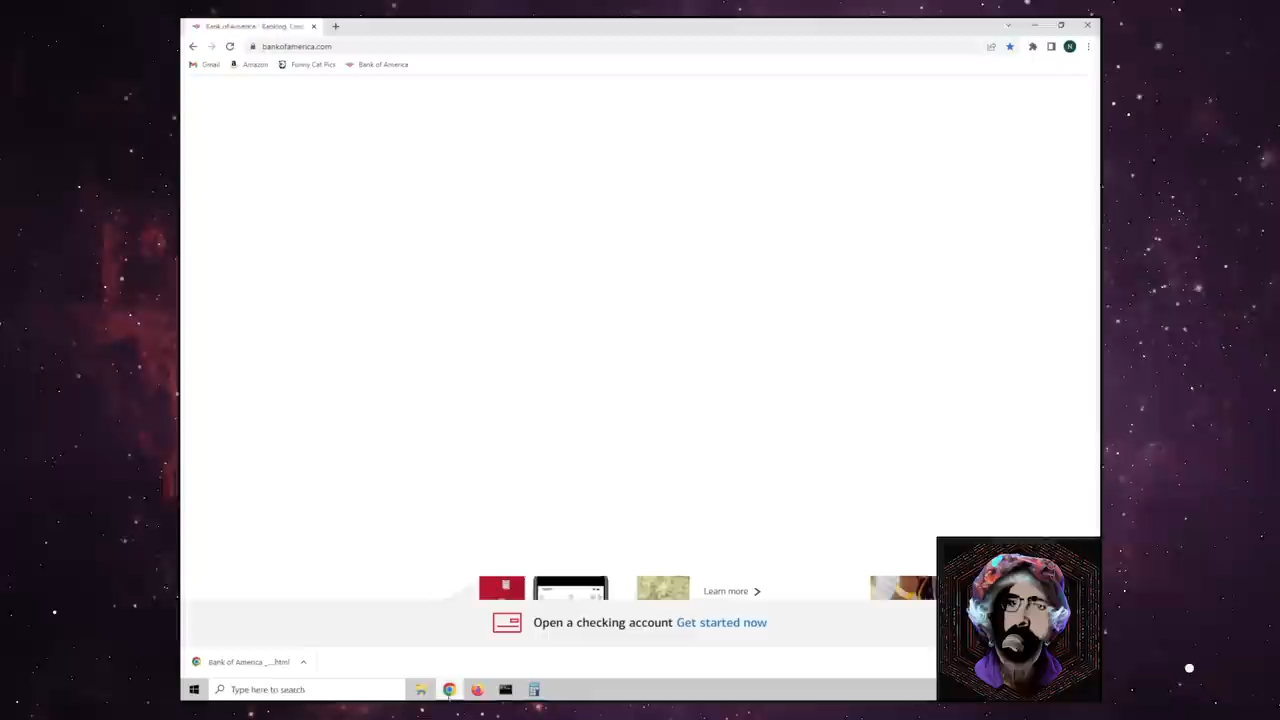 Bank of America - Banking,
bankofamerica.com
Gmail Amazon Funny Cat Pics Bank of America
N
Learn more
Open a checking account Get started now
Bank of America _...html
Type here to search